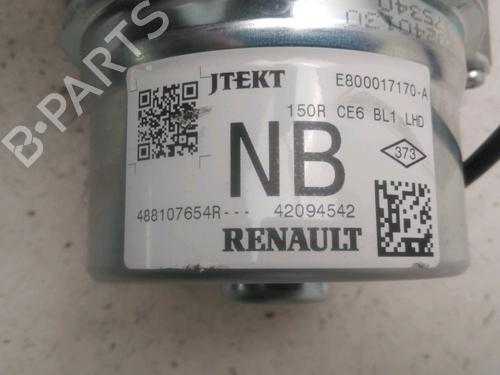 JTEKT E800017170-A
150R CE6 BL1 LHD
NB
373
488107654R--- 42094542
RENAULT
B-PARTS